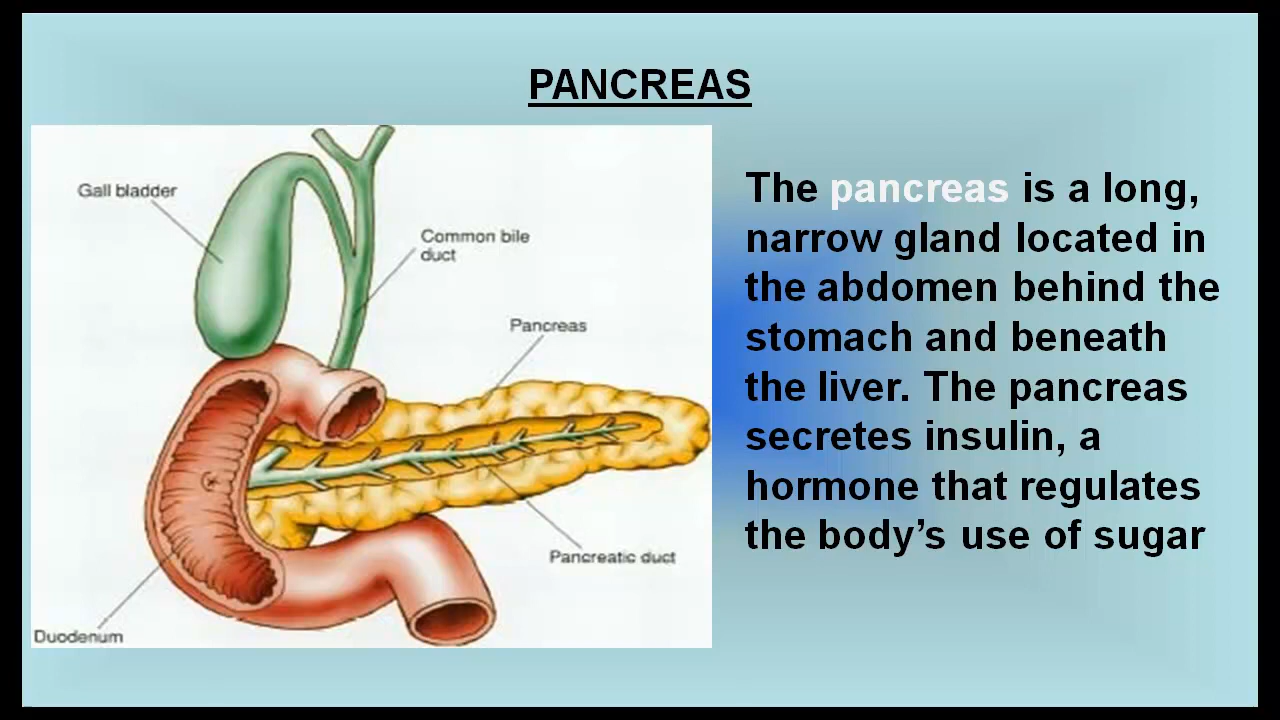 PANCREAS
Gall bladder
Common bile
duct
Pancreas
Pancreatic duct
Duodenum
The pancreas is a long,
narrow gland located in
the abdomen behind the
stomach and beneath
the liver. The pancreas
secretes insulin, a
hormone that regulates
the body’s use of sugar